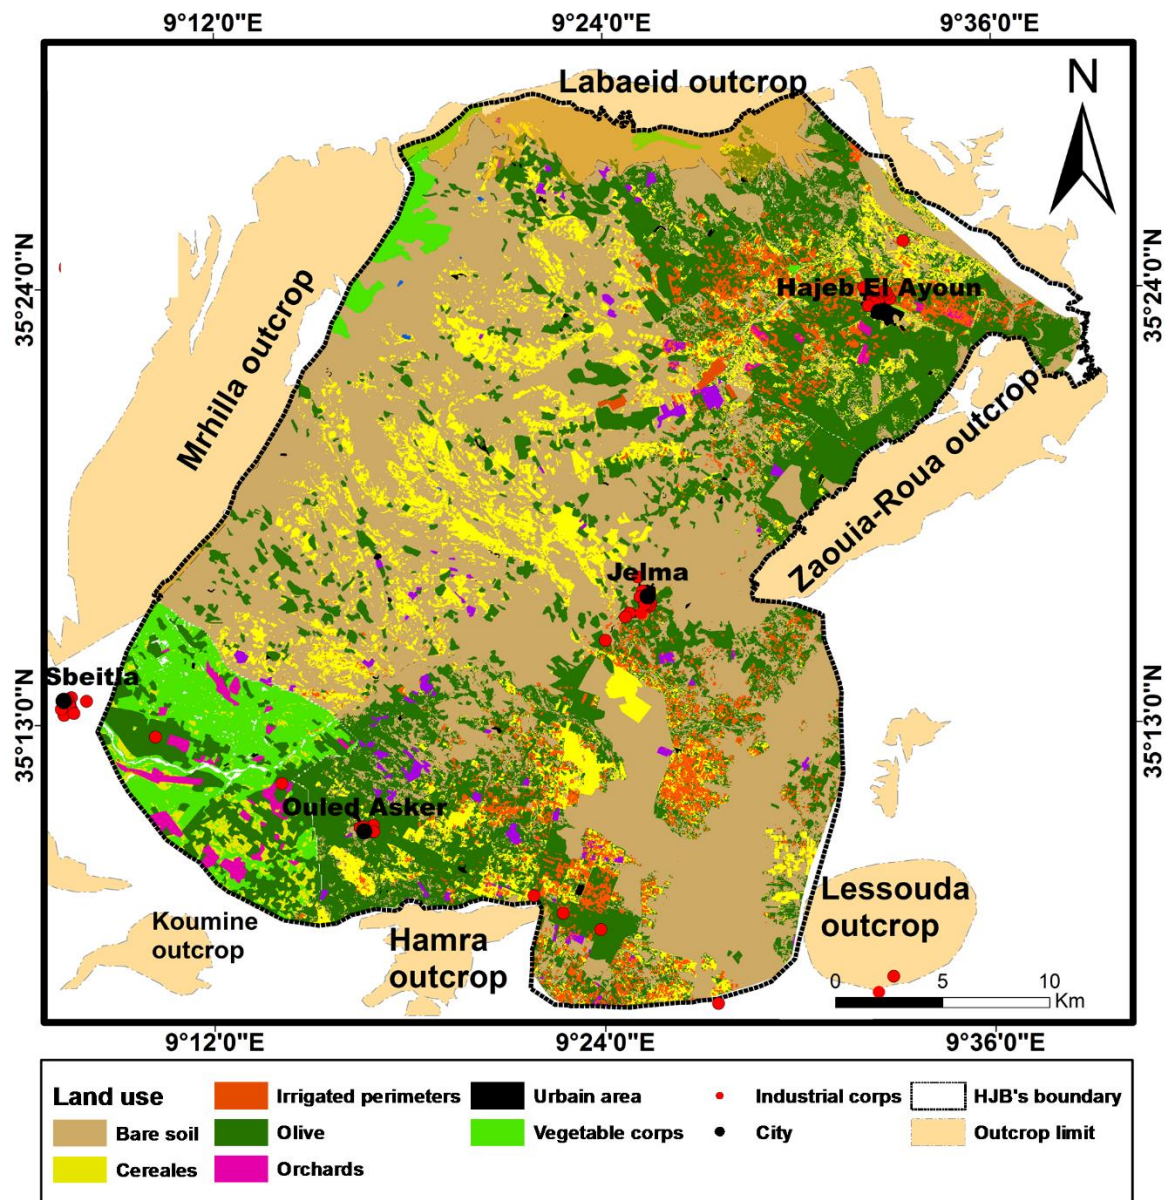 9°12'0"E 9°24'0"E 9°36'0"E
Labaeid outcrop
N
35°24'0"N
35°24'0"N
Mrhilla outcrop
Hajeb El Ayoun
Zaouia-Roua outcrop
Jelma
Sbeitla
35°13'0"N
35°13'0"N
Ouled Asker
Koumine
outcrop
Hamra
outcrop
Lessouda
outcrop
0 5 10
Km
9°12'0"E 9°24'0"E 9°36'0"E
Land use
Bare soil
Cereales
Irrigated perimeters
Olive
Orchards
Urbain area
Vegetable corps
Industrial corps
City
HJB's boundary
Outcrop limit